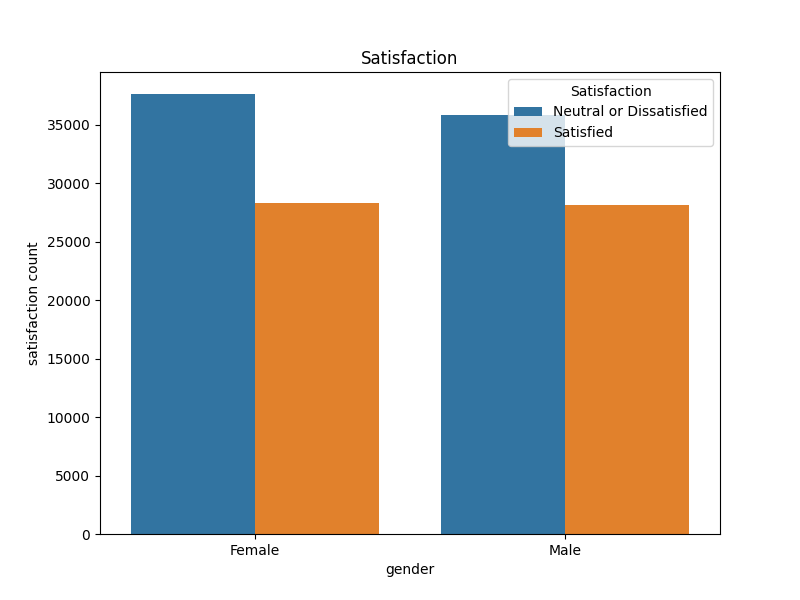 Satisfaction
Satisfaction
Neutral or Dissatisfied
Satisfied
satisfaction count
35000
30000
25000
20000
15000
10000
5000
0
Female Male
gender